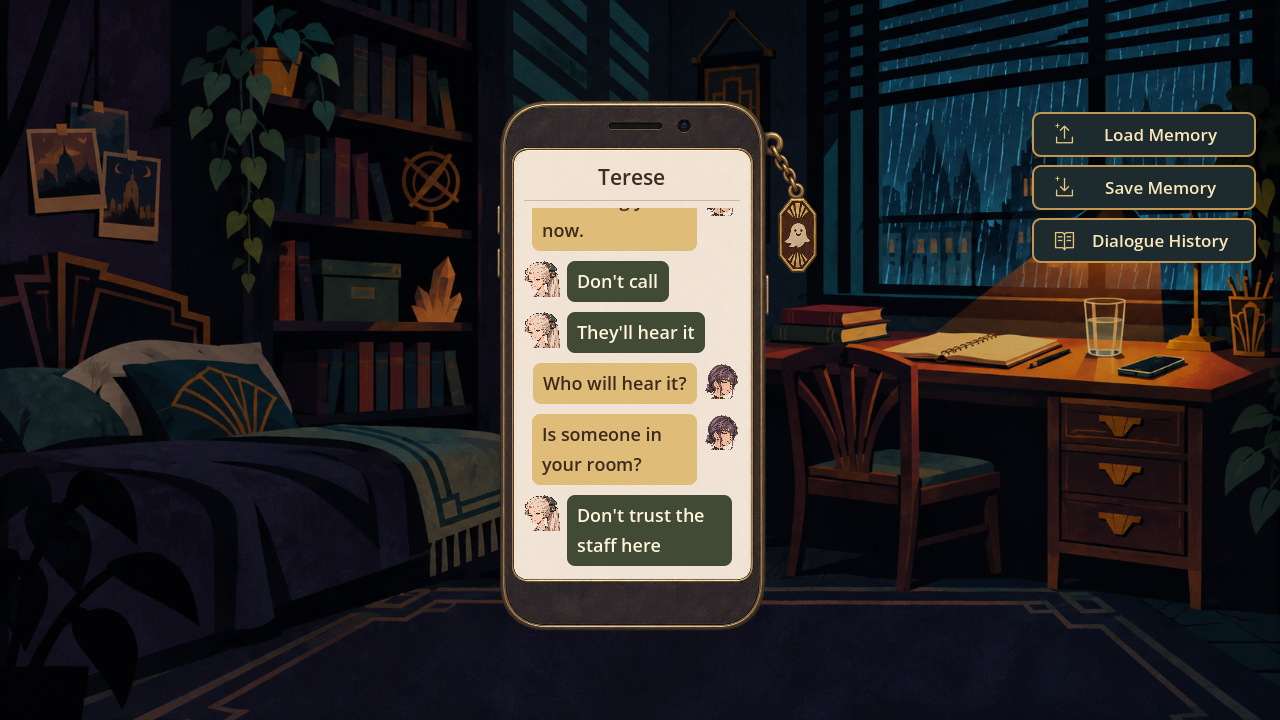 Terese
now.
Don't call
They'll hear it
Who will hear it?
Is someone in
your room?
Don't trust the
staff here
Load Memory
Save Memory
Dialogue History